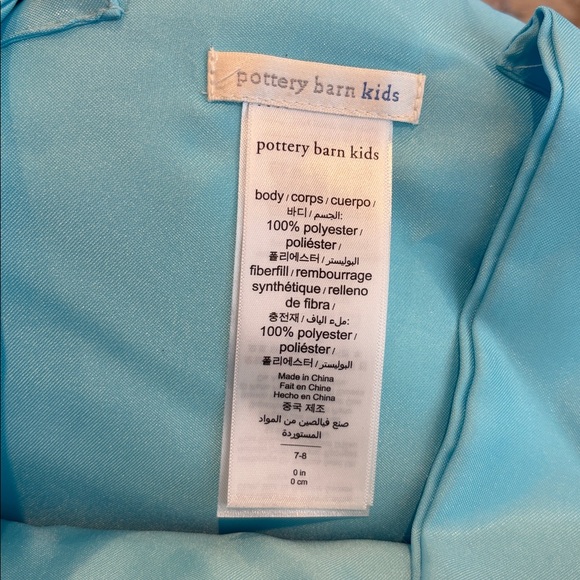 pottery barn kids
pottery barn kids
body / corps / cuerpo /
바디 / الجسم:
100% polyester /
poliéster /
폴리에스터 / البوليستر
fiberfill / rembourrage
synthétique / relleno
de fibra /
충전재 / ملء الياف:
100% polyester /
poliéster /
폴리에스터 / البوليستر
Made in China
Fait en Chine
Hecho en China
중국 제조
صنع فيالصين من المواد
المستوردة
7-8
0 in
0 cm